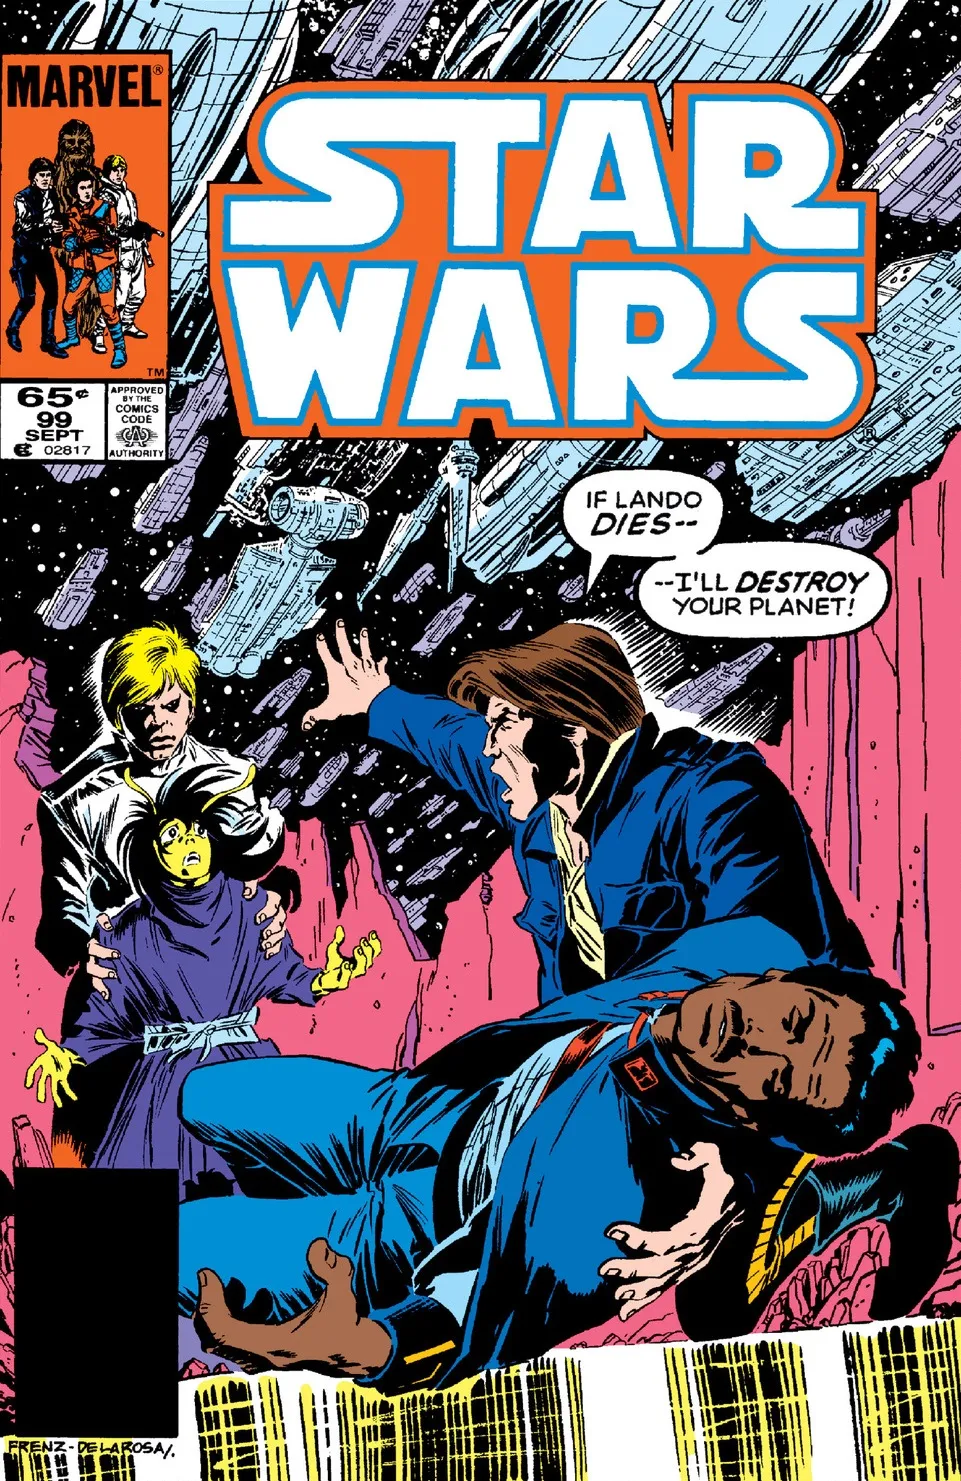 MARVEL®
STAR
WARS
®
TM
65¢
99
SEPT
02817
APPROVED
BY THE
COMICS
CODE
CA
AUTHORITY
IF LANDO
DIES--
--I'LL DESTROY
YOUR PLANET!
FRENZ-DELAROSA/.